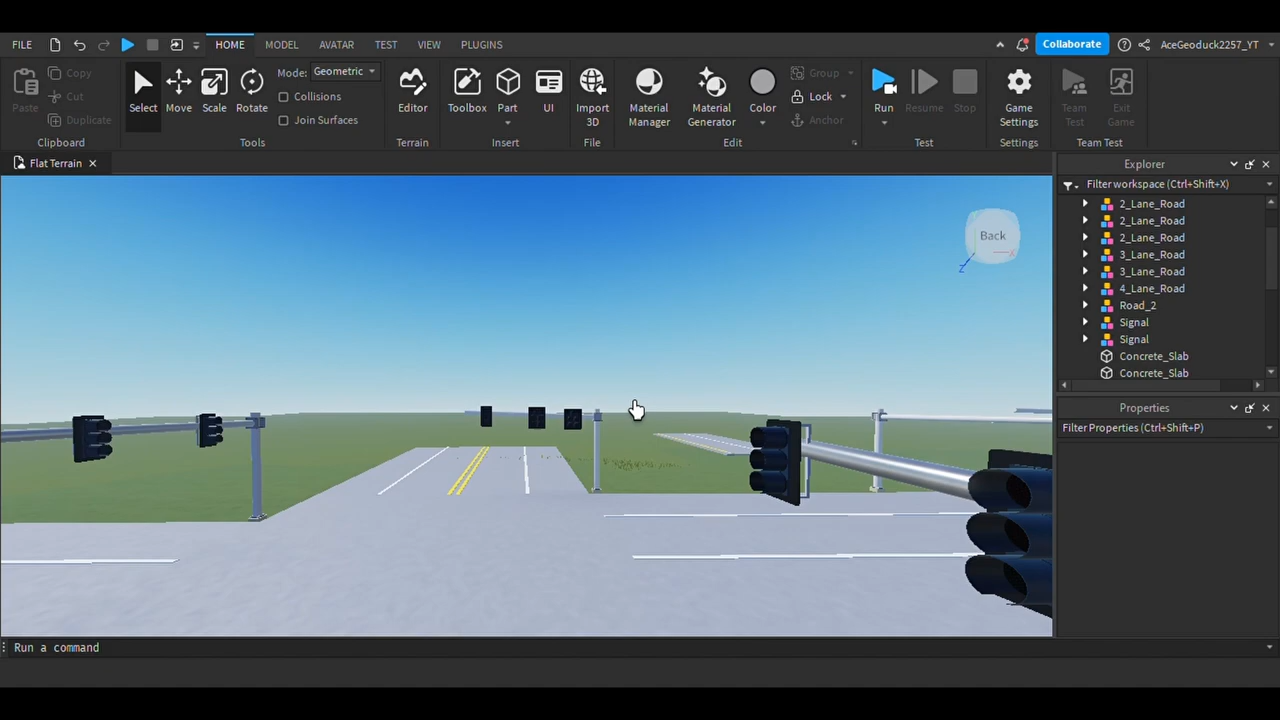 FILE
HOME
MODEL
AVATAR
TEST
VIEW
PLUGINS
Collaborate
AceGeoduck2257_YT
Paste
Copy
Cut
Duplicate
Clipboard
Select
Move
Scale
Rotate
Mode: Geometric
Collisions
Join Surfaces
Tools
Editor
Terrain
Toolbox
Part
UI
Insert
Import
3D
File
Material
Manager
Material
Generator
Color
Group
Lock
Anchor
Edit
Run
Resume
Stop
Test
Game
Settings
Settings
Team
Test
Exit
Game
Team Test
Flat Terrain
Back
Z
X
Explorer
Filter workspace (Ctrl+Shift+X)
2_Lane_Road
2_Lane_Road
2_Lane_Road
3_Lane_Road
3_Lane_Road
4_Lane_Road
Road_2
Signal
Signal
Concrete_Slab
Concrete_Slab
Properties
Filter Properties (Ctrl+Shift+P)
Run a command